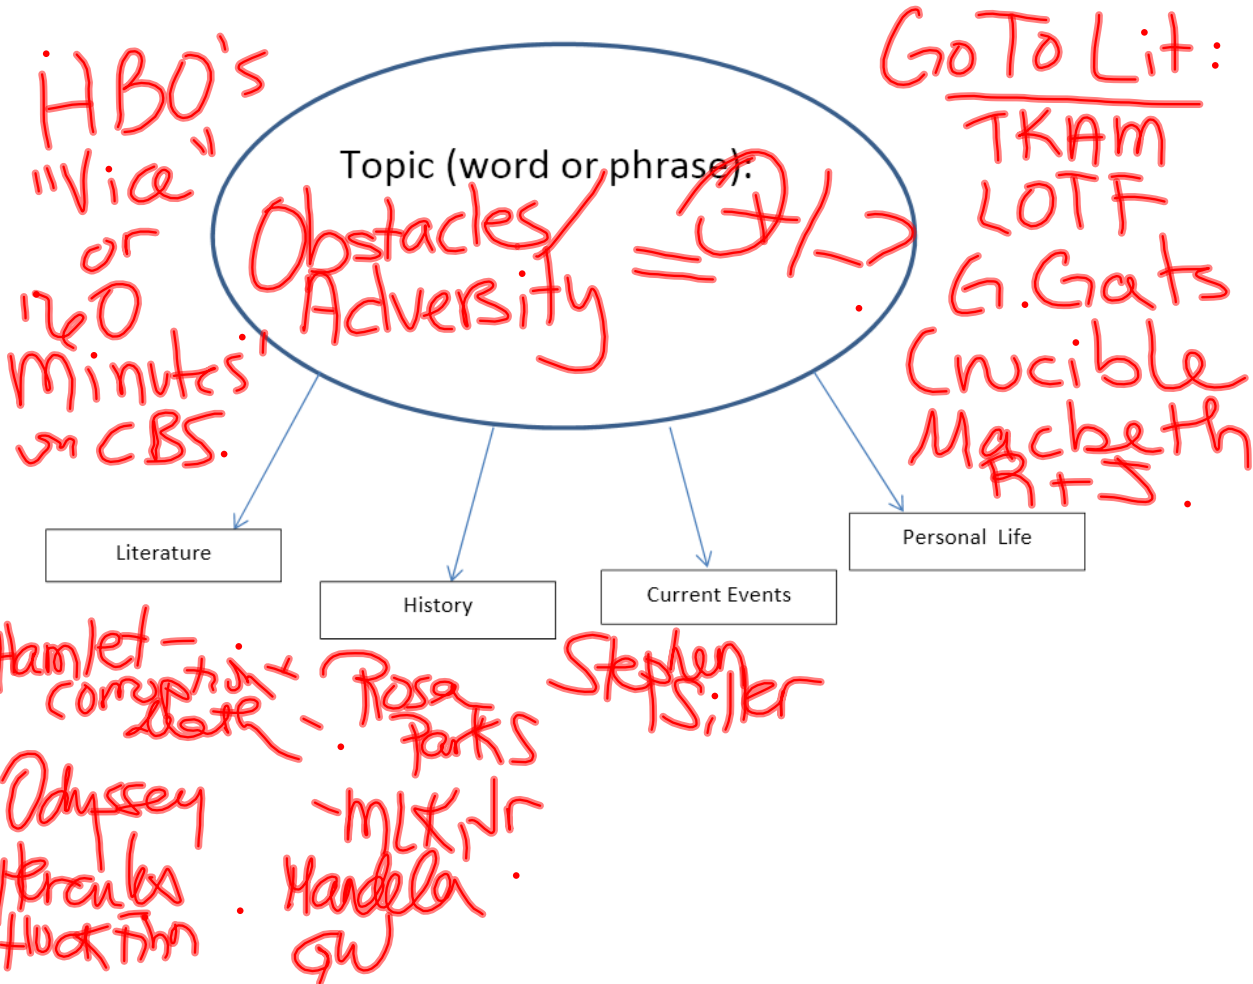 HBO's
"Vice"
or
"60
Minutes"
on CBS.
Topic (word or phrase):
Obstacles/
Adversity
= + / - >
Go To Lit:
TKAM
LOTF
G. Gats
Crucible
Macbeth
R + J
Literature
History
Current Events
Personal Life
Hamlet -
corruption +
death
Odyssey
Hercules
Huck Finn
Rosa
Parks
- MLK, Jr
Mandela
GW
Stephen
Siller